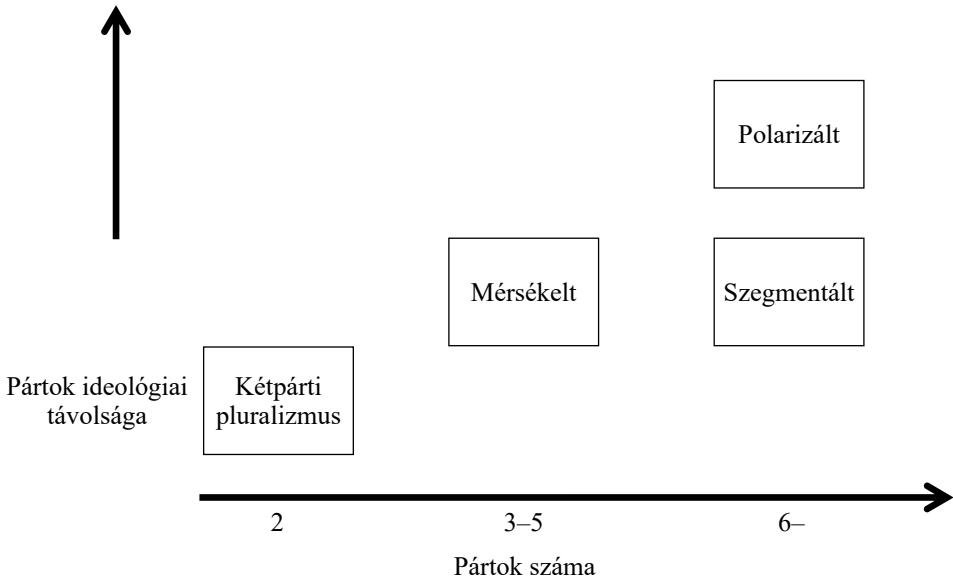 Polarizált
Mérsékelt
Szegmentált
Pártok ideológiai
távolsága
Kétpárti
pluralizmus
2
3–5
6–
Pártok száma